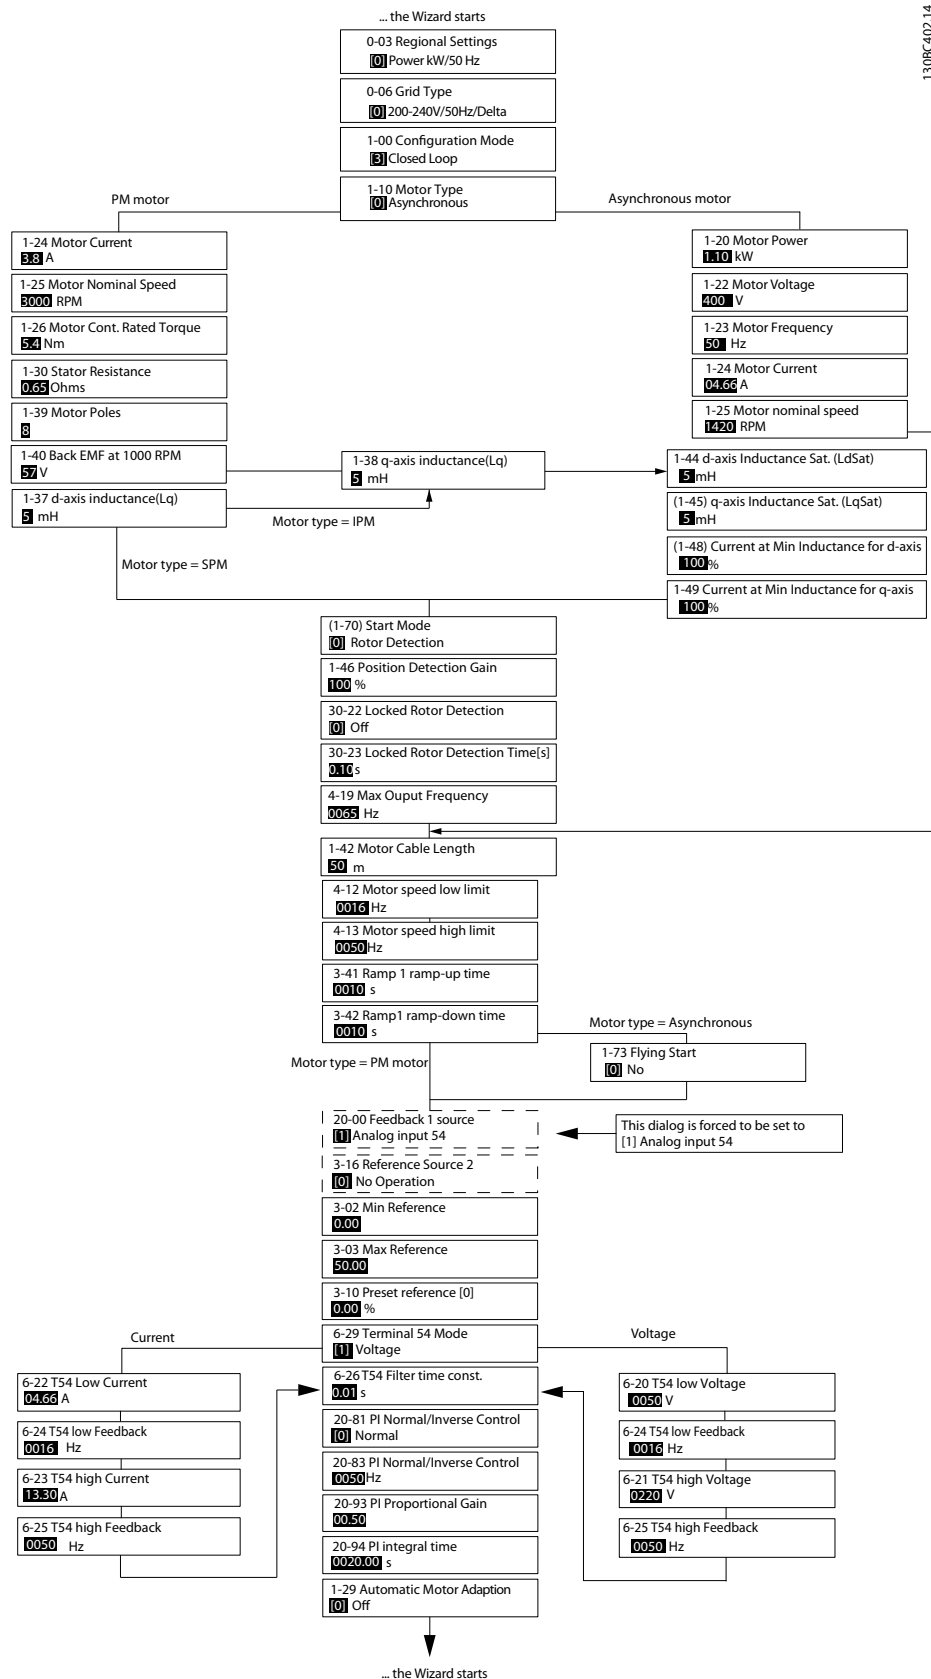 ... the Wizard starts
130BC402.14
0-03 Regional Settings
[0] Power kW/50 Hz
0-06 Grid Type
[0] 200-240V/50Hz/Delta
1-00 Configuration Mode
[3] Closed Loop
1-10 Motor Type
[0] Asynchronous
PM motor
Asynchronous motor
1-24 Motor Current
3.8 A
1-25 Motor Nominal Speed
3000 RPM
1-26 Motor Cont. Rated Torque
5.4 Nm
1-30 Stator Resistance
0.65 Ohms
1-39 Motor Poles
8
1-40 Back EMF at 1000 RPM
57 V
1-37 d-axis inductance(Lq)
5 mH
1-20 Motor Power
1.10 kW
1-22 Motor Voltage
400 V
1-23 Motor Frequency
50 Hz
1-24 Motor Current
04.66 A
1-25 Motor nominal speed
1420 RPM
1-38 q-axis inductance(Lq)
5 mH
Motor type = IPM
Motor type = SPM
1-44 d-axis Inductance Sat. (LdSat)
5 mH
(1-45) q-axis Inductance Sat. (LqSat)
5 mH
(1-48) Current at Min Inductance for d-axis
100 %
1-49 Current at Min Inductance for q-axis
100 %
(1-70) Start Mode
[0] Rotor Detection
1-46 Position Detection Gain
100 %
30-22 Locked Rotor Detection
[0] Off
30-23 Locked Rotor Detection Time[s]
0.10 s
4-19 Max Ouput Frequency
0065 Hz
1-42 Motor Cable Length
50 m
4-12 Motor speed low limit
0016 Hz
4-13 Motor speed high limit
0050 Hz
3-41 Ramp 1 ramp-up time
0010 s
3-42 Ramp1 ramp-down time
0010 s
Motor type = Asynchronous
1-73 Flying Start
[0] No
Motor type = PM motor
20-00 Feedback 1 source
[1] Analog input 54
This dialog is forced to be set to
[1] Analog input 54
3-16 Reference Source 2
[0] No Operation
3-02 Min Reference
0.00
3-03 Max Reference
50.00
3-10 Preset reference [0]
0.00 %
6-29 Terminal 54 Mode
[1] Voltage
Current
Voltage
6-22 T54 Low Current
04.66 A
6-24 T54 low Feedback
0016 Hz
6-23 T54 high Current
13.30 A
6-25 T54 high Feedback
0050 Hz
6-26 T54 Filter time const.
0.01 s
20-81 PI Normal/Inverse Control
[0] Normal
20-83 PI Normal/Inverse Control
0050 Hz
20-93 PI Proportional Gain
00.50
20-94 PI integral time
0020.00 s
1-29 Automatic Motor Adaption
[0] Off
6-20 T54 low Voltage
0050 V
6-24 T54 low Feedback
0016 Hz
6-21 T54 high Voltage
0220 V
6-25 T54 high Feedback
0050 Hz
... the Wizard starts